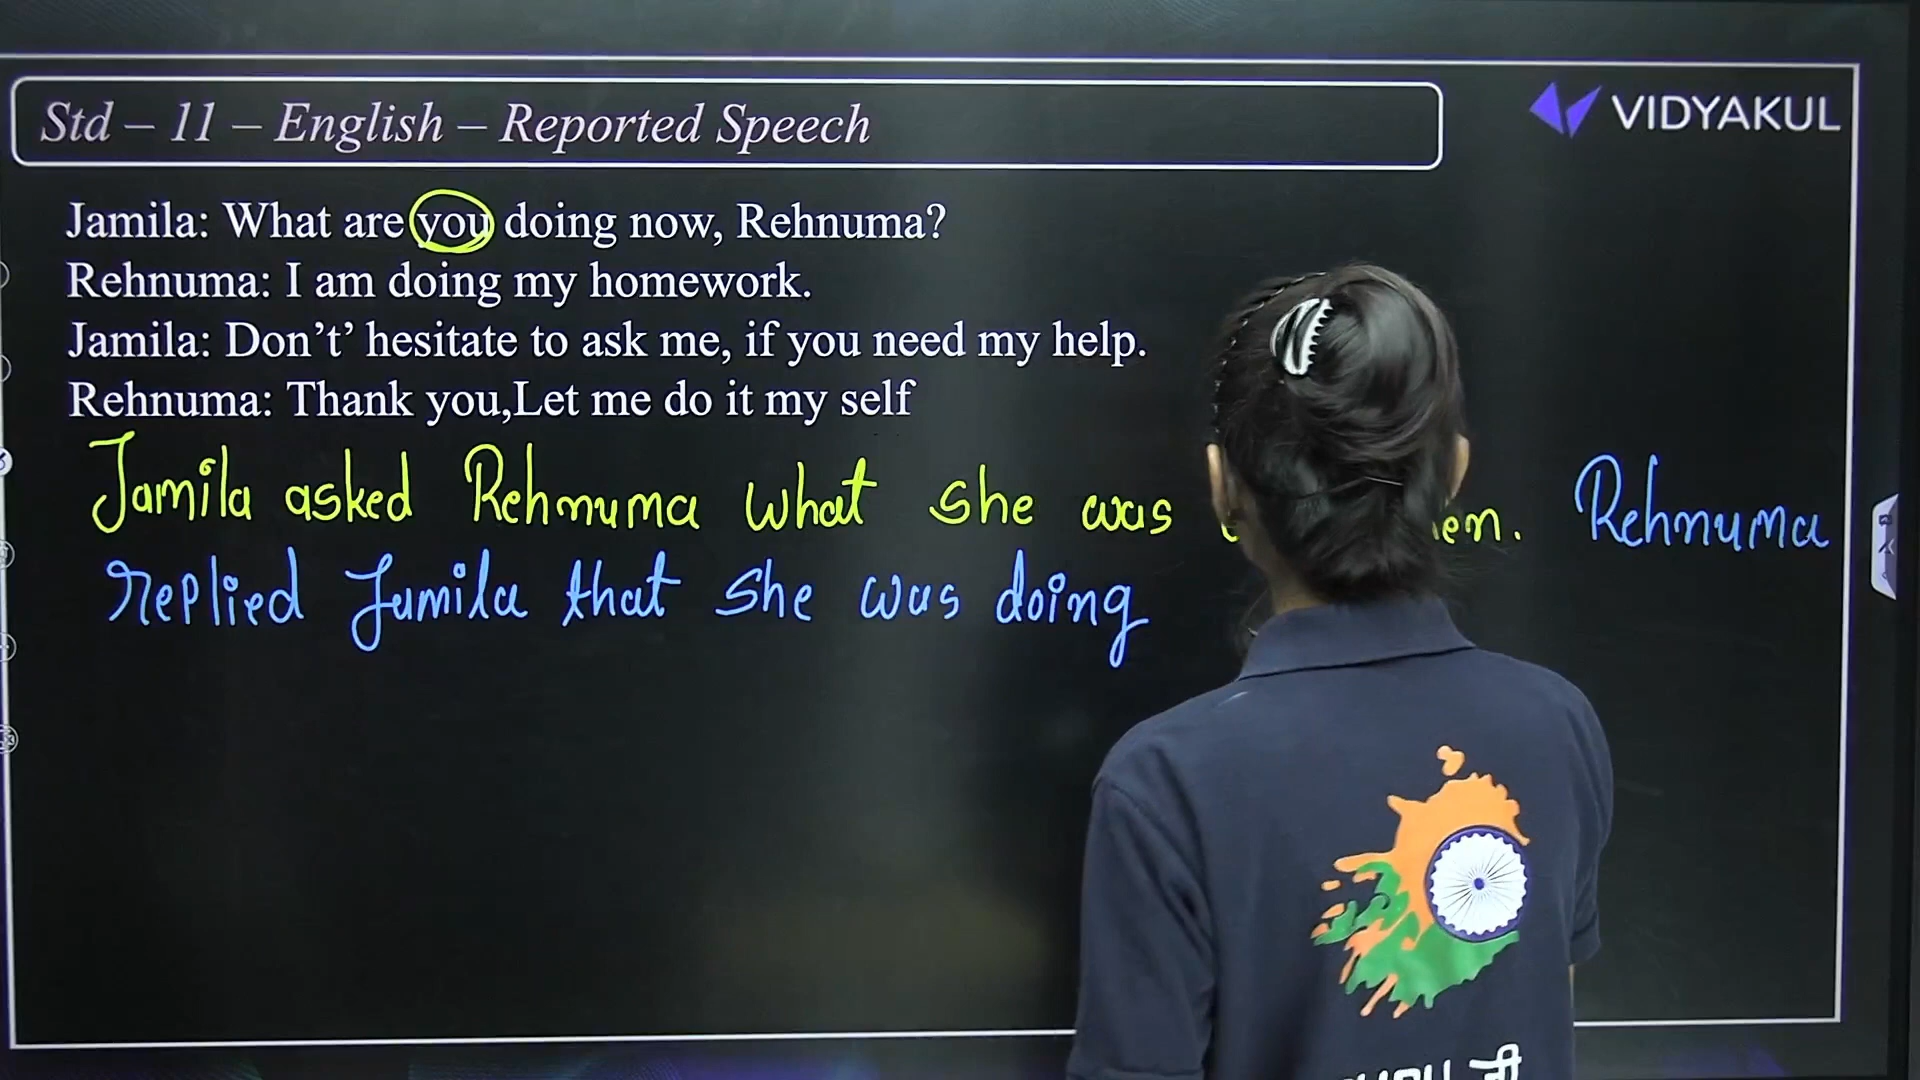 Std – 11 – English – Reported Speech
VIDYAKUL
Jamila: What are you doing now, Rehnuma?
Rehnuma: I am doing my homework.
Jamila: Don’t’ hesitate to ask me, if you need my help.
Rehnuma: Thank you,Let me do it my self
Jamila asked Rehnuma what she was en. Rehnuma
replied Jamila that she was doing
जी